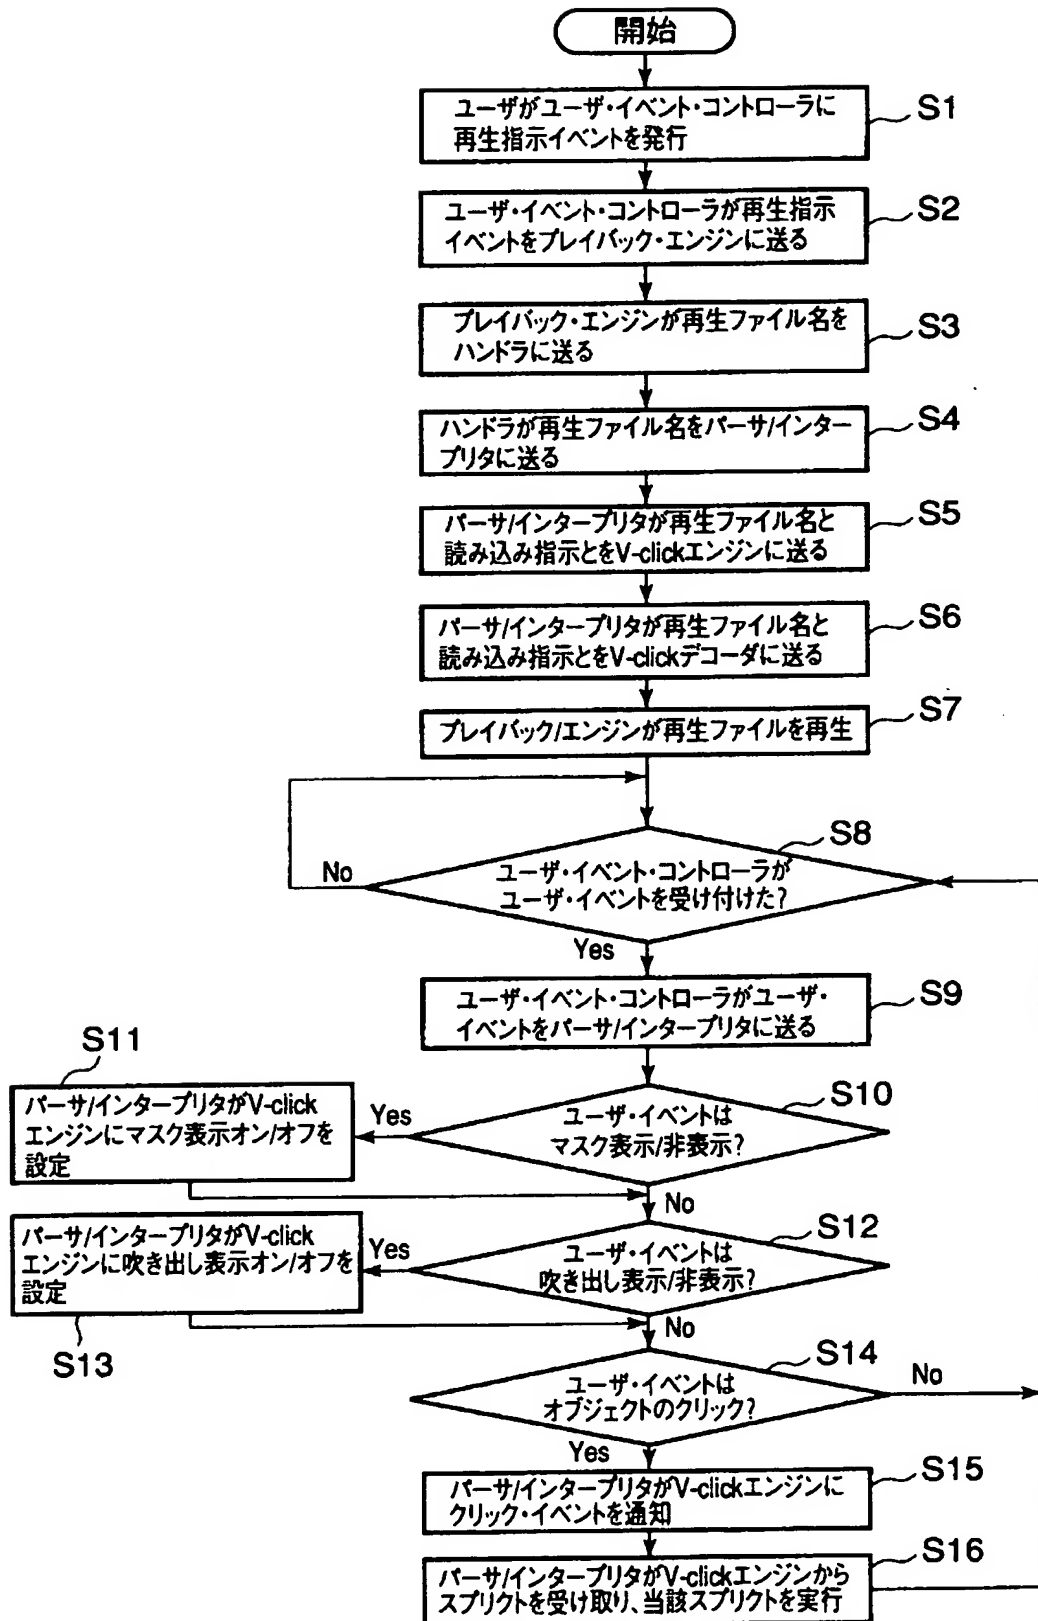 開始
ユーザがユーザ・イベント・コントローラに
再生指示イベントを発行
S1
ユーザ・イベント・コントローラが再生指示
イベントをプレイバック・エンジンに送る
S2
プレイバック・エンジンが再生ファイル名を
ハンドラに送る
S3
ハンドラが再生ファイル名をパーサ/インター
プリタに送る
S4
パーサ/インタープリタが再生ファイル名と
読み込み指示とをV-clickエンジンに送る
S5
パーサ/インタープリタが再生ファイル名と
読み込み指示とをV-clickデコーダに送る
S6
プレイバック/エンジンが再生ファイルを再生
S7
S8
ユーザ・イベント・コントローラが
ユーザ・イベントを受け付けた?
No
Yes
ユーザ・イベント・コントローラがユーザ・
イベントをパーサ/インタープリタに送る
S9
S10
ユーザ・イベントは
マスク表示/非表示?
Yes
No
S11
パーサ/インタープリタがV-click
エンジンにマスク表示オン/オフを
設定
S12
ユーザ・イベントは
吹き出し表示/非表示?
Yes
No
パーサ/インタープリタがV-click
エンジンに吹き出し表示オン/オフを
設定
S13
S14
ユーザ・イベントは
オブジェクトのクリック?
No
Yes
パーサ/インタープリタがV-clickエンジンに
クリック・イベントを通知
S15
パーサ/インタープリタがV-clickエンジンから
スプリクトを受け取り、当該スプリクトを実行
S16